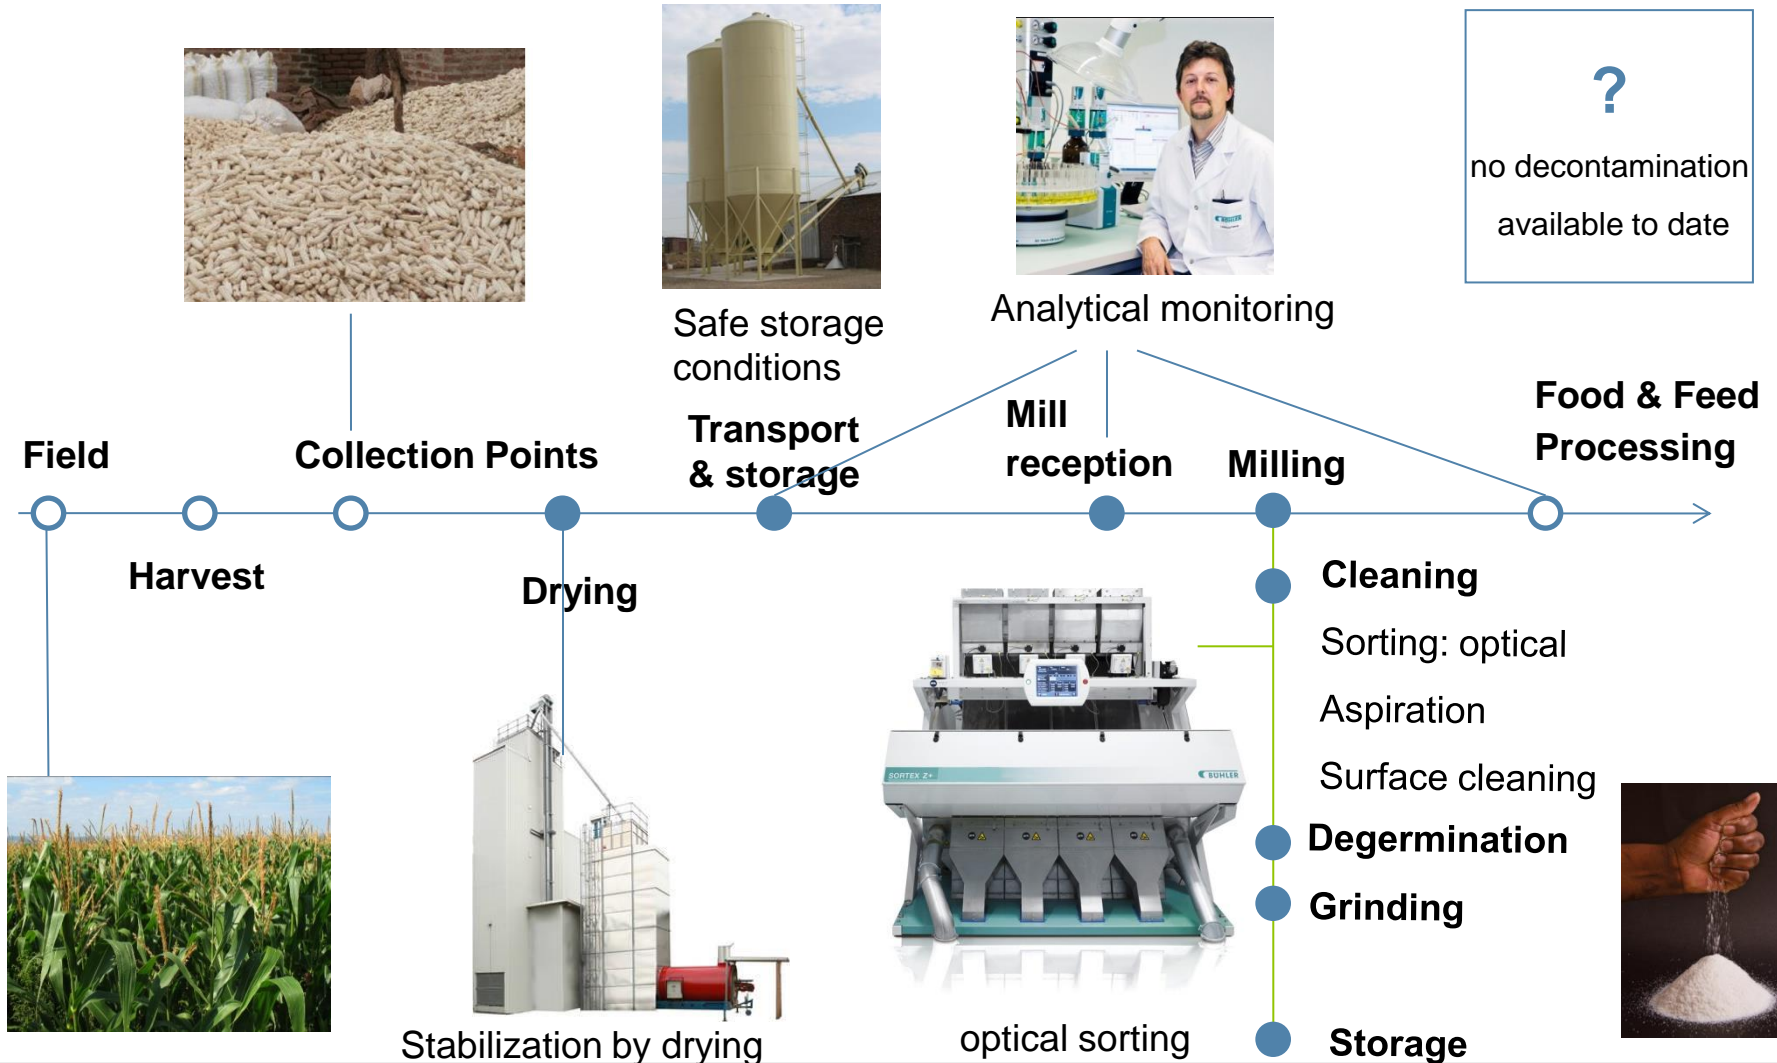 ?
no decontamination
available to date
Safe storage
conditions
Analytical monitoring
Field
Collection Points
Transport
& storage
Mill
reception
Milling
Food & Feed
Processing
Harvest
Drying
Cleaning
Sorting: optical
Aspiration
Surface cleaning
SORTEX Z+
BÜHLER
Degermination
Grinding
Storage
Stabilization by drying
optical sorting